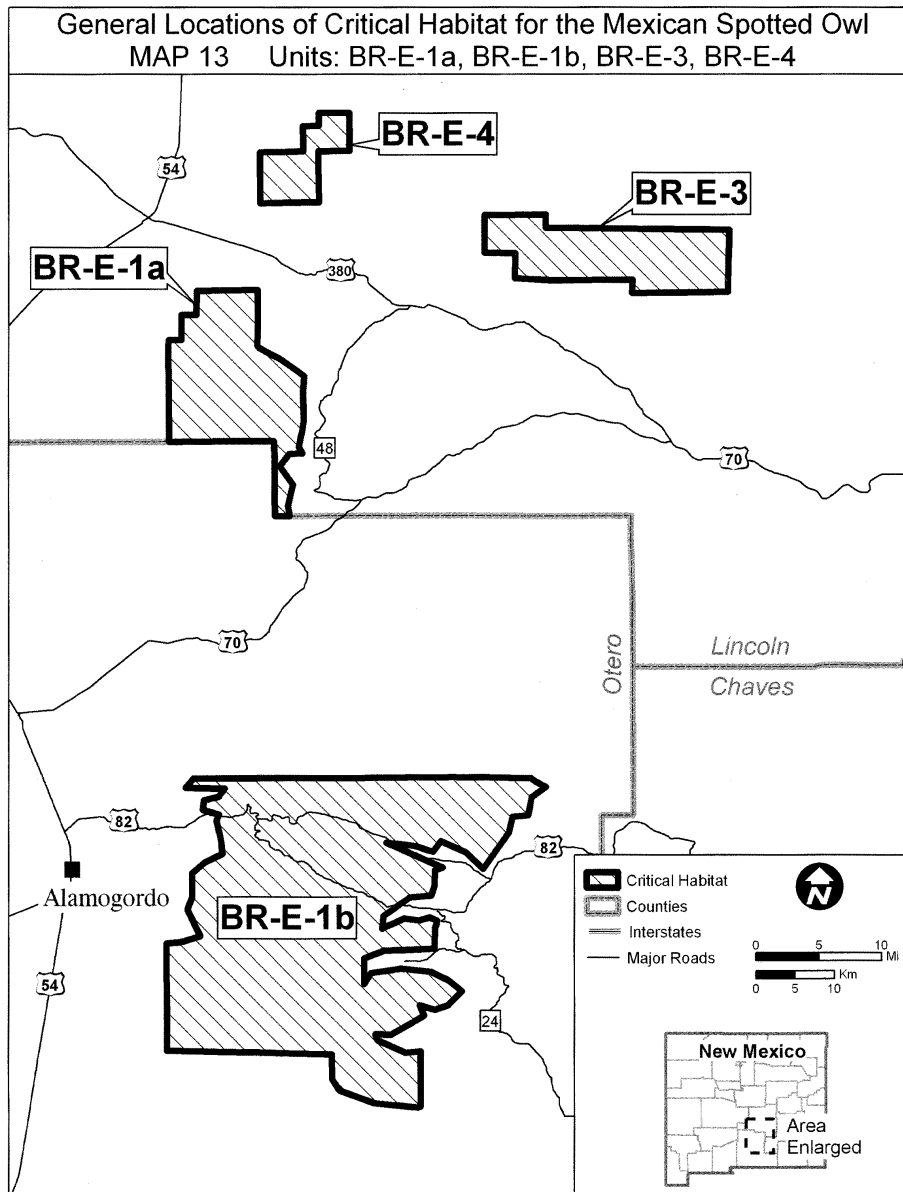 General Locations of Critical Habitat for the Mexican Spotted Owl
MAP 13 Units: BR-E-1a, BR-E-1b, BR-E-3, BR-E-4
BR-E-4
54
BR-E-3
BR-E-1a
380
48
70
70
Otero
Lincoln
Chaves
82
82
Alamogordo
BR-E-1b
54
24
Critical Habitat
Counties
Interstates
Major Roads
N
0 5 10
Mi
Km
0 5 10
New Mexico
Area
Enlarged